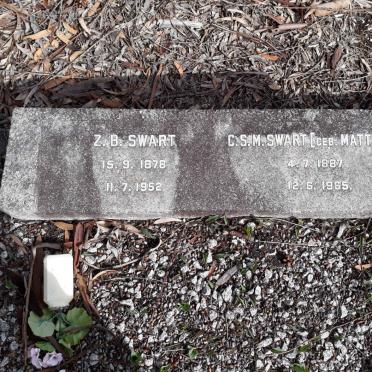 Z.B. SWART
15.9.1878
11.7.1952
C.S.M. SWART [GEB. MATT
4.7.1887
12.6.1965.